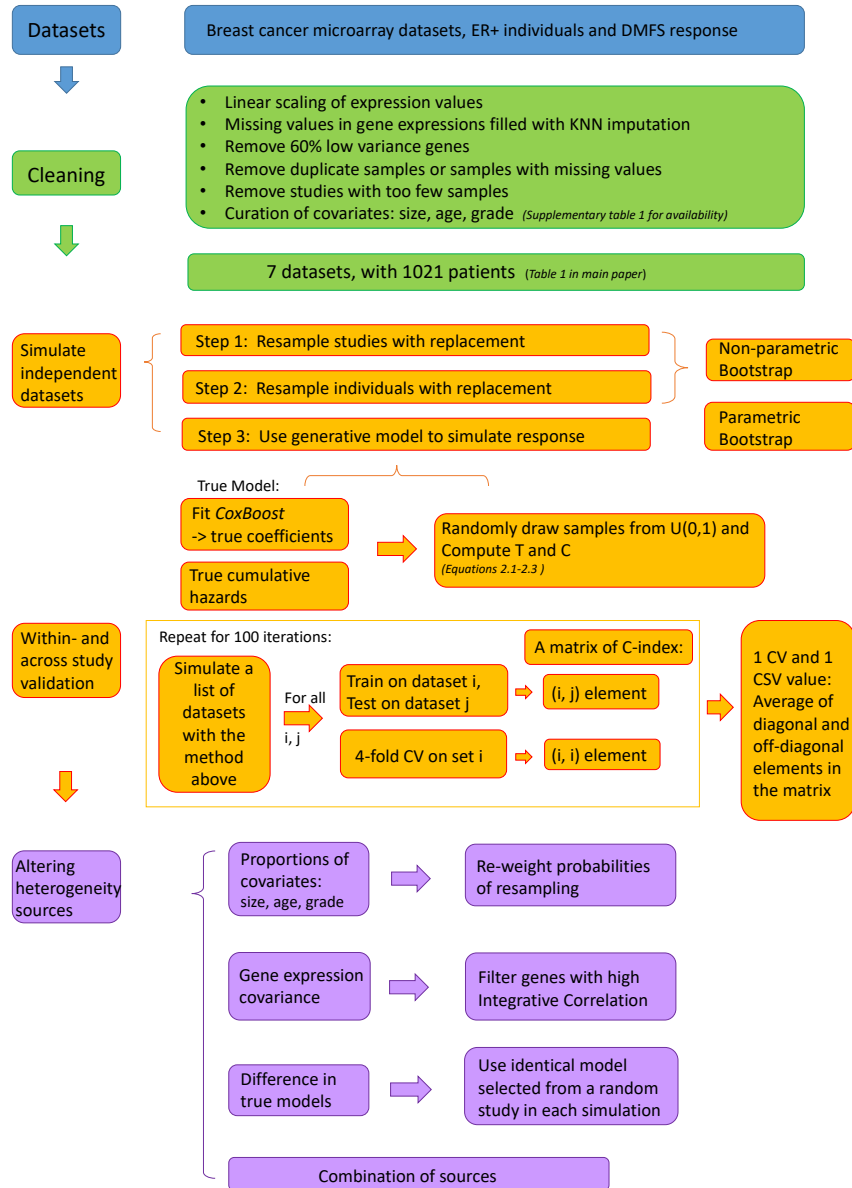 Datasets
Breast cancer microarray datasets, ER+ individuals and DMFS response
Cleaning
• Linear scaling of expression values
• Missing values in gene expressions filled with KNN imputation
• Remove 60% low variance genes
• Remove duplicate samples or samples with missing values
• Remove studies with too few samples
• Curation of covariates: size, age, grade (Supplementary table 1 for availability)
7 datasets, with 1021 patients (Table 1 in main paper)
Simulate
independent
datasets
Step 1: Resample studies with replacement
Step 2: Resample individuals with replacement
Step 3: Use generative model to simulate response
Non-parametric
Bootstrap
Parametric
Bootstrap
True Model:
Fit CoxBoost
-> true coefficients
True cumulative
hazards
Randomly draw samples from U(0,1) and
Compute T and C
(Equations 2.1-2.3 )
Within- and
across study
validation
Repeat for 100 iterations:
Simulate a
list of
datasets
with the
method
above
For all
i, j
A matrix of C-index:
Train on dataset i,
Test on dataset j
(i, j) element
4-fold CV on set i
(i, i) element
1 CV and 1
CSV value:
Average of
diagonal and
off-diagonal
elements in
the matrix
Altering
heterogeneity
sources
Proportions of
covariates:
size, age, grade
Re-weight probabilities
of resampling
Gene expression
covariance
Filter genes with high
Integrative Correlation
Difference in
true models
Use identical model
selected from a random
study in each simulation
Combination of sources